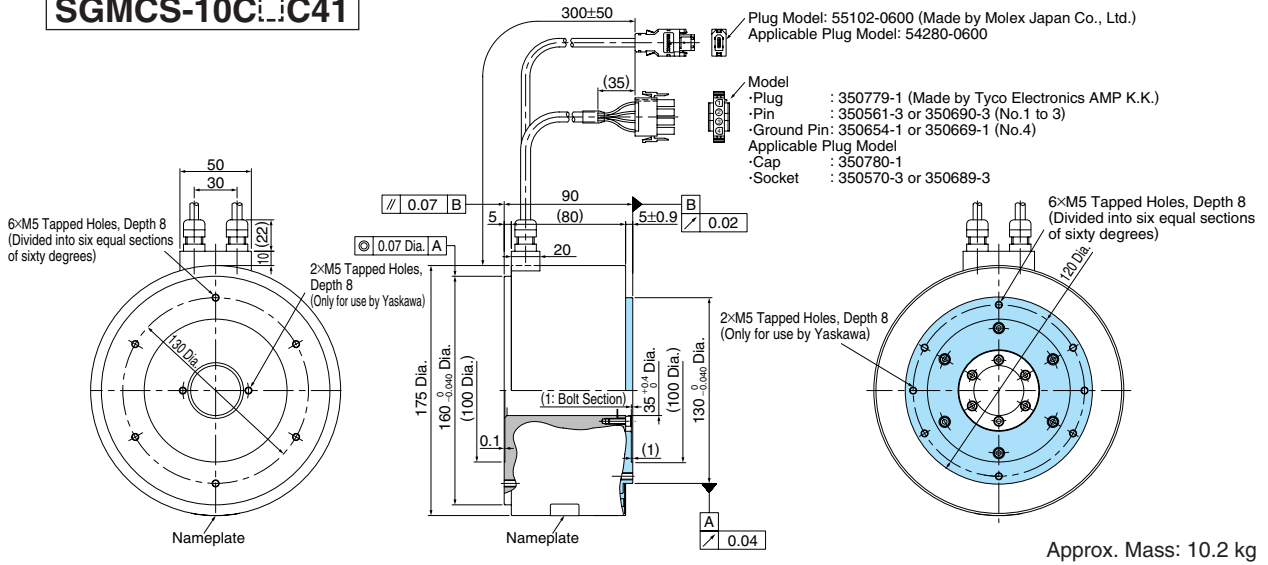 SGMCS-10C C41
300±50
Plug Model: 55102-0600 (Made by Molex Japan Co., Ltd.)
Applicable Plug Model: 54280-0600
(35)
Model
·Plug : 350779-1 (Made by Tyco Electronics AMP K.K.)
·Pin : 350561-3 or 350690-3 (No.1 to 3)
·Ground Pin: 350654-1 or 350669-1 (No.4)
Applicable Plug Model
·Cap : 350780-1
·Socket : 350570-3 or 350689-3
50
30
6×M5 Tapped Holes, Depth 8
(Divided into six equal sections
of sixty degrees)
(22)
10
2×M5 Tapped Holes,
Depth 8
(Only for use by Yaskawa)
130 Dia.
Nameplate
// 0.07 B
90
B
↗ 0.02
5
(80)
5±0.9
◎ 0.07 Dia. A
20
175 Dia.
160 0 -0.040 Dia.
(100 Dia.)
(1: Bolt Section)
35 +0.4 0 Dia.
(100 Dia.)
130 0 -0.040 Dia.
0.1
(1)
Nameplate
A
↗ 0.04
6×M5 Tapped Holes, Depth 8
(Divided into six equal sections
of sixty degrees)
120 Dia.
2×M5 Tapped Holes, Depth 8
(Only for use by Yaskawa)
Approx. Mass: 10.2 kg